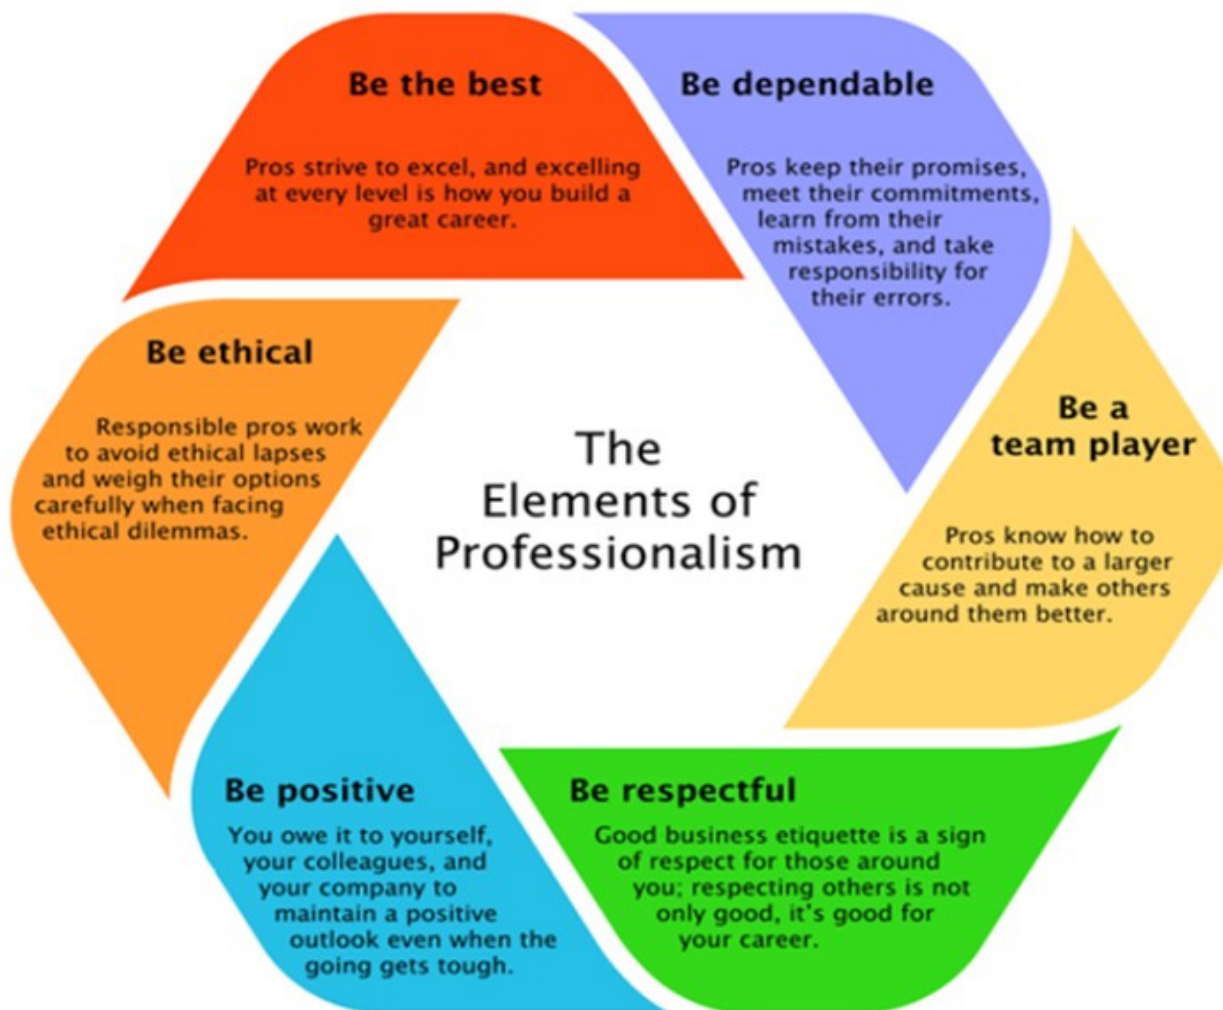 Be the best
Pros strive to excel, and excelling
at every level is how you build a
great career.
Be dependable
Pros keep their promises,
meet their commitments,
learn from their
mistakes, and take
responsibility for
their errors.
Be a
team player
Pros know how to
contribute to a larger
cause and make others
around them better.
Be respectful
Good business etiquette is a sign
of respect for those around
you; respecting others is not
only good, it's good for
your career.
Be positive
You owe it to yourself,
your colleagues, and
your company to
maintain a positive
outlook even when the
going gets tough.
Be ethical
Responsible pros work
to avoid ethical lapses
and weigh their options
carefully when facing
ethical dilemmas.
The
Elements of
Professionalism